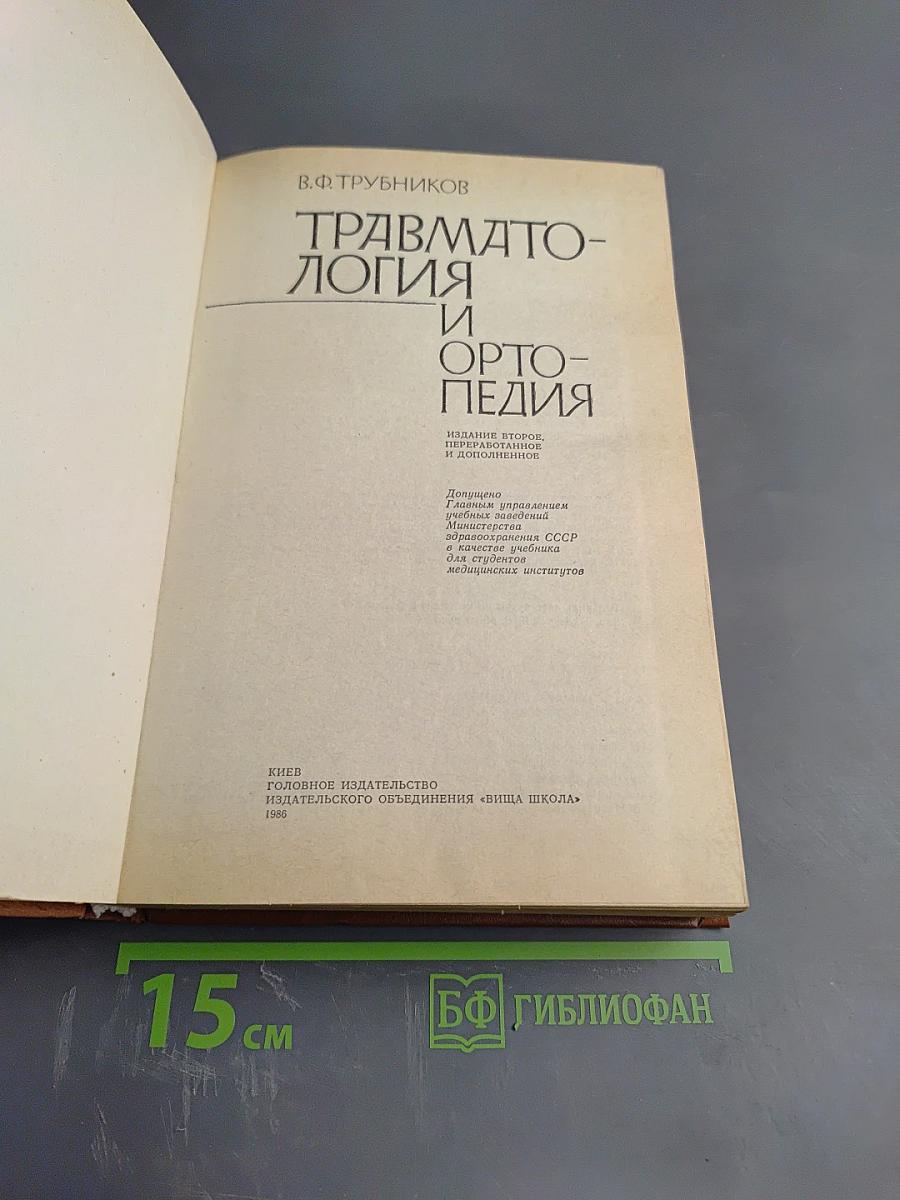 В.Ф. ТРУБНИКОВ
ТРАВМАТО-
ЛОГИЯ
И
ОРТО-
ПЕДИЯ
ИЗДАНИЕ ВТОРОЕ,
ПЕРЕРАБОТАННОЕ
И ДОПОЛНЕННОЕ
Допущено
Главным управлением
учебных заведений
Министерства
здравоохранения СССР
в качестве учебника
для студентов
медицинских институтов
КИЕВ
ГОЛОВНОЕ ИЗДАТЕЛЬСТВО
ИЗДАТЕЛЬСКОГО ОБЪЕДИНЕНИЯ «ВИЩА ШКОЛА»
1986
15 см
БФ ГИБЛИОФАН